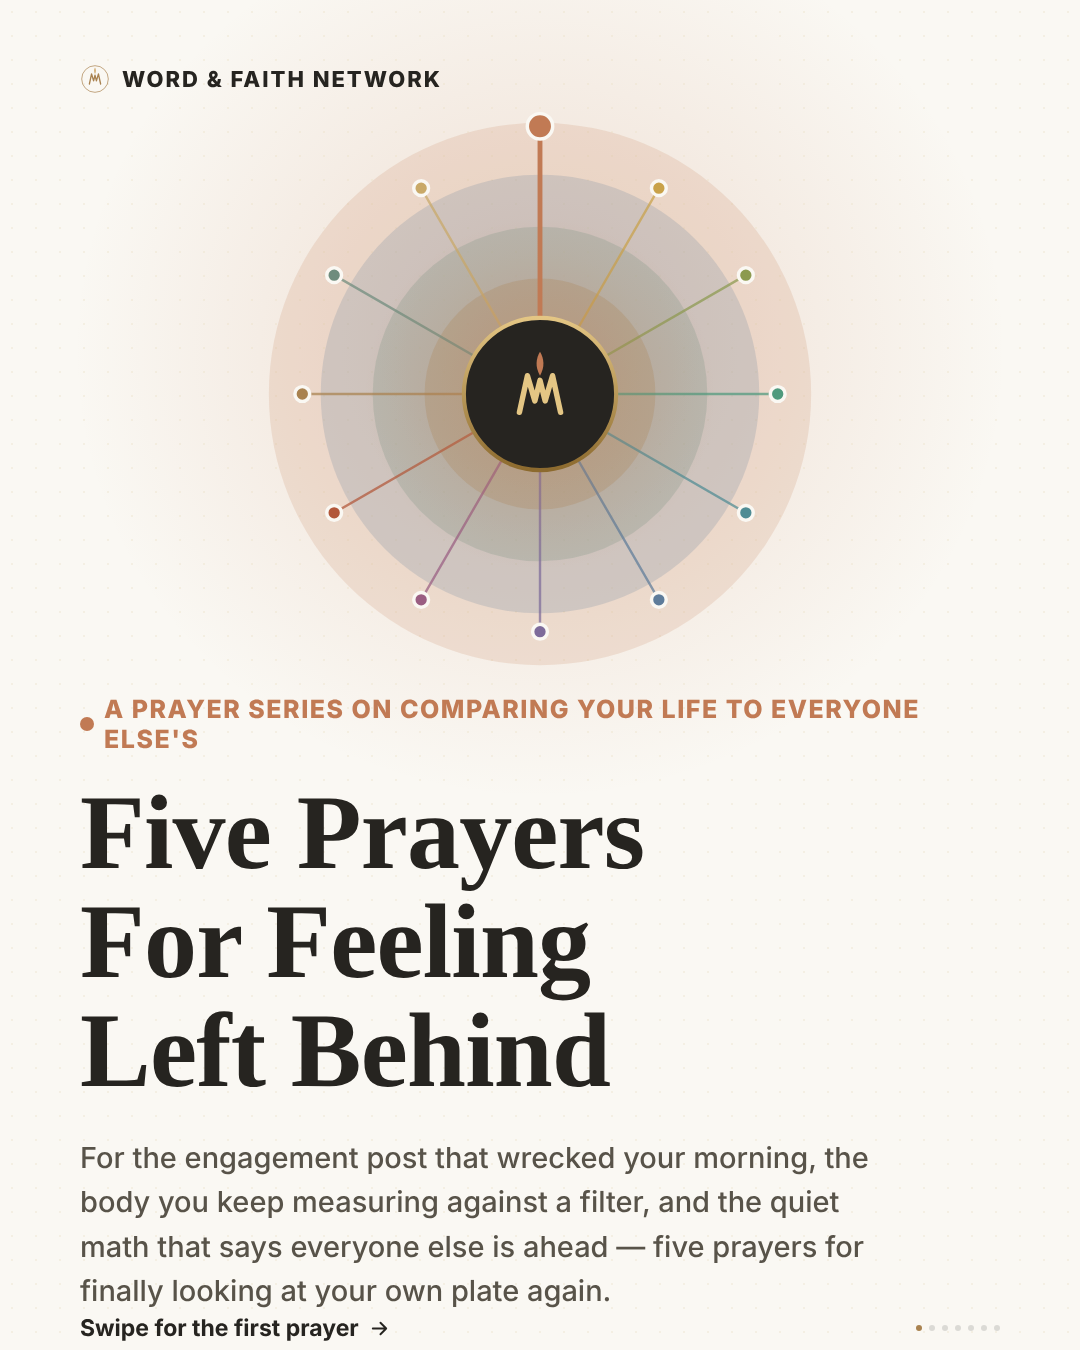 WORD & FAITH NETWORK
A PRAYER SERIES ON COMPARING YOUR LIFE TO EVERYONE
ELSE'S
Five Prayers
For Feeling
Left Behind
For the engagement post that wrecked your morning, the
body you keep measuring against a filter, and the quiet
math that says everyone else is ahead — five prayers for
finally looking at your own plate again.
Swipe for the first prayer →